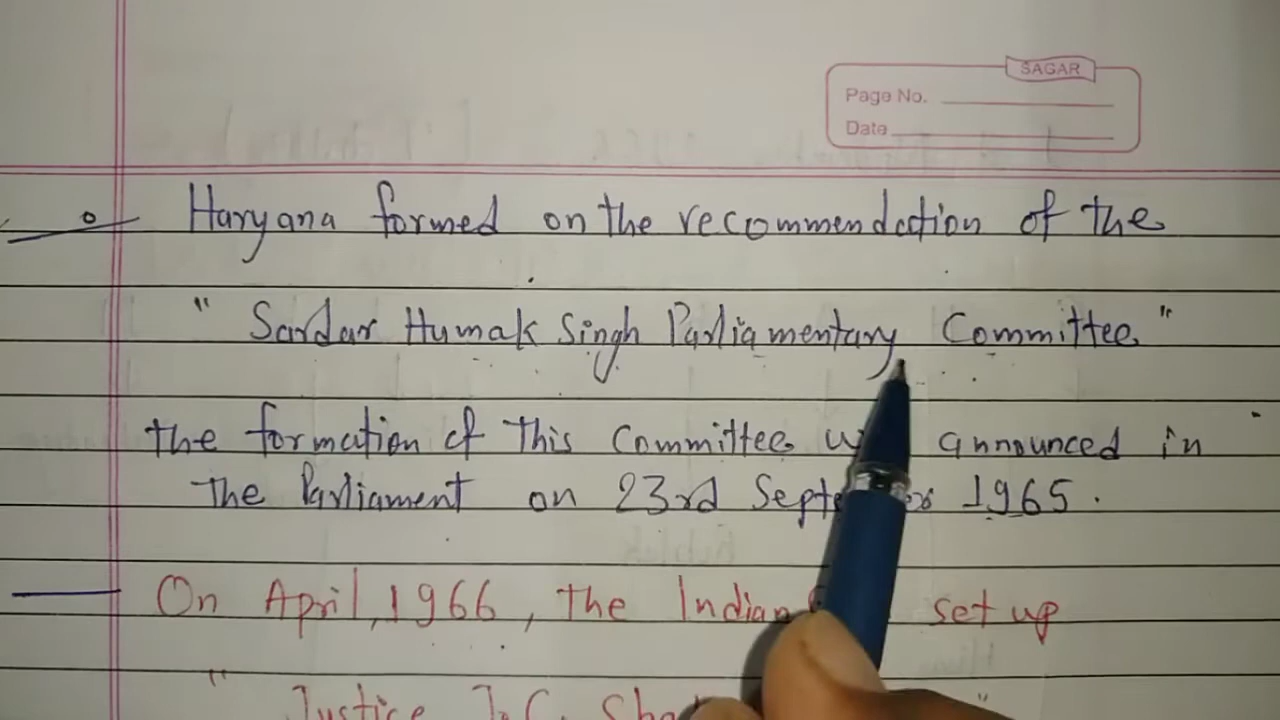 SAGAR
Page No.
Date
Haryana formed on the recommendation of the
" Sardar Humak Singh Parliamentary Committee "
the formation of this Committee announced in
the Parliament on 23rd 1965.
On April, 1966, the Indian set up
" Justice J.C. "